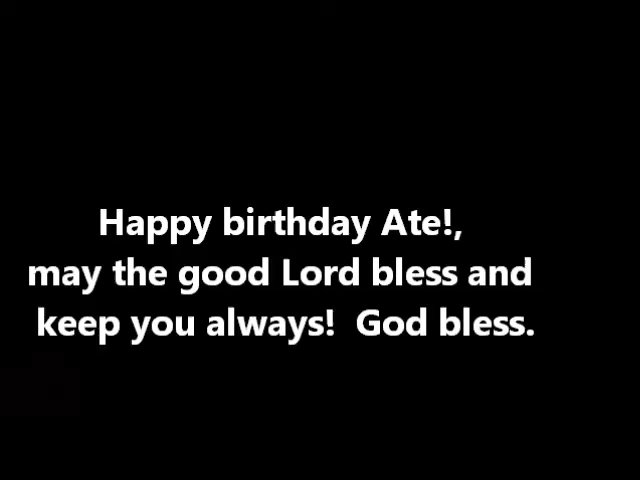 Happy birthday Ate!,
may the good Lord bless and
keep you always!  God bless.